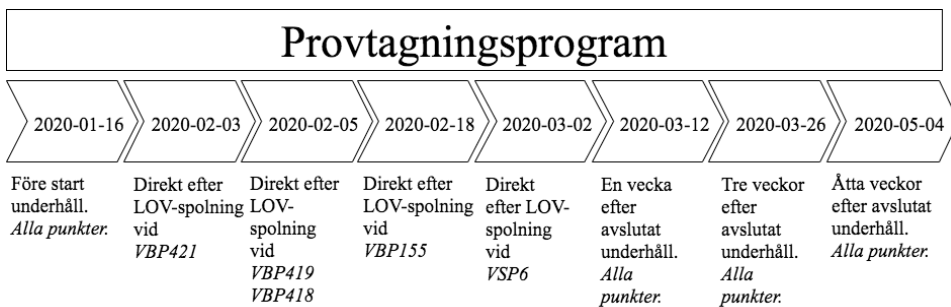 Provtagningsprogram
2020-01-16
2020-02-03
2020-02-05
2020-02-18
2020-03-02
2020-03-12
2020-03-26
2020-05-04
Före start
underhåll.
Alla punkter.
Direkt efter
LOV-spolning
vid
VBP421
Direkt efter
LOV-
spolning
vid
VBP419
VBP418
Direkt efter
LOV-spolning
vid
VBP155
Direkt
efter LOV-
spolning
vid
VSP6
En vecka
efter
avslutat
underhåll.
Alla
punkter.
Tre veckor
efter
avslutat
underhåll.
Alla
punkter.
Åtta veckor
efter avslutat
underhåll.
Alla punkter.